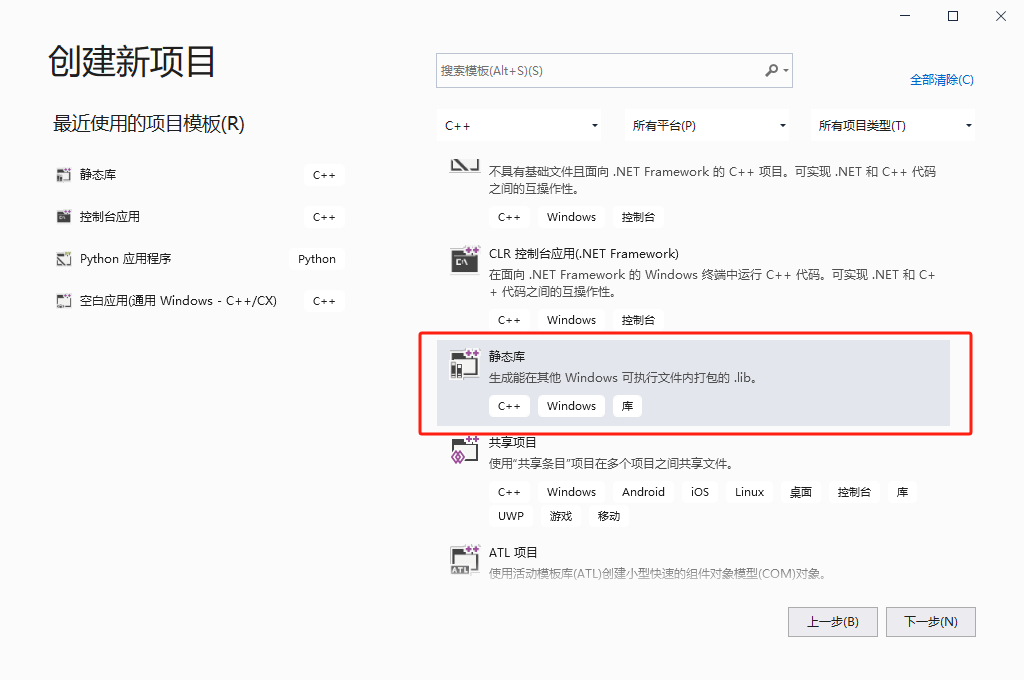 创建新项目
搜索模板(Alt+S)(S)
全部清除(C)
最近使用的项目模板(R)
C++
所有平台(P)
所有项目类型(T)
静态库
C++
控制台应用
C++
Python 应用程序
Python
空白应用(通用 Windows - C++/CX)
C++
不具有基础文件且面向 .NET Framework 的 C++ 项目。可实现 .NET 和 C++ 代码
之间的互操作性。
C++ Windows 控制台
CLR 控制台应用(.NET Framework)
在面向 .NET Framework 的 Windows 终端中运行 C++ 代码。可实现 .NET 和 C+
+ 代码之间的互操作性。
C++ Windows 控制台
静态库
生成能在其他 Windows 可执行文件内打包的 .lib。
C++ Windows 库
共享项目
使用“共享条目”项目在多个项目之间共享文件。
C++ Windows Android iOS Linux 桌面 控制台 库
UWP 游戏 移动
ATL
ATL 项目
使用活动模板库(ATL)创建小型快速的组件对象模型(COM)对象。
上一步(B)
下一步(N)